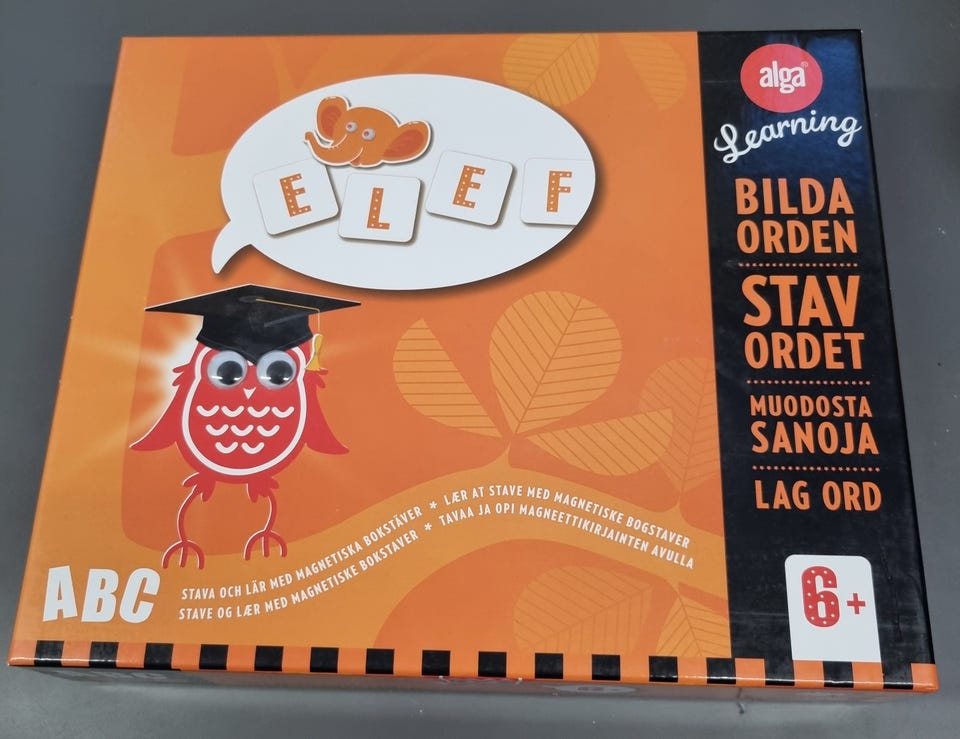 E L E F
alga®
Learning
BILDA
ORDEN
STAV
ORDET
MUODOSTA
SANOJA
LAG ORD
6+
ABC
STAVA OCH LÄR MED MAGNETISKA BOKSTÄVER * LÆR AT STAVE MED MAGNETISKE BOGSTAVER
STAVE OG LÆR MED MAGNETISKE BOKSTAVER * TAVAA JA OPI MAGNEETTIKIRJAINTEN AVULLA